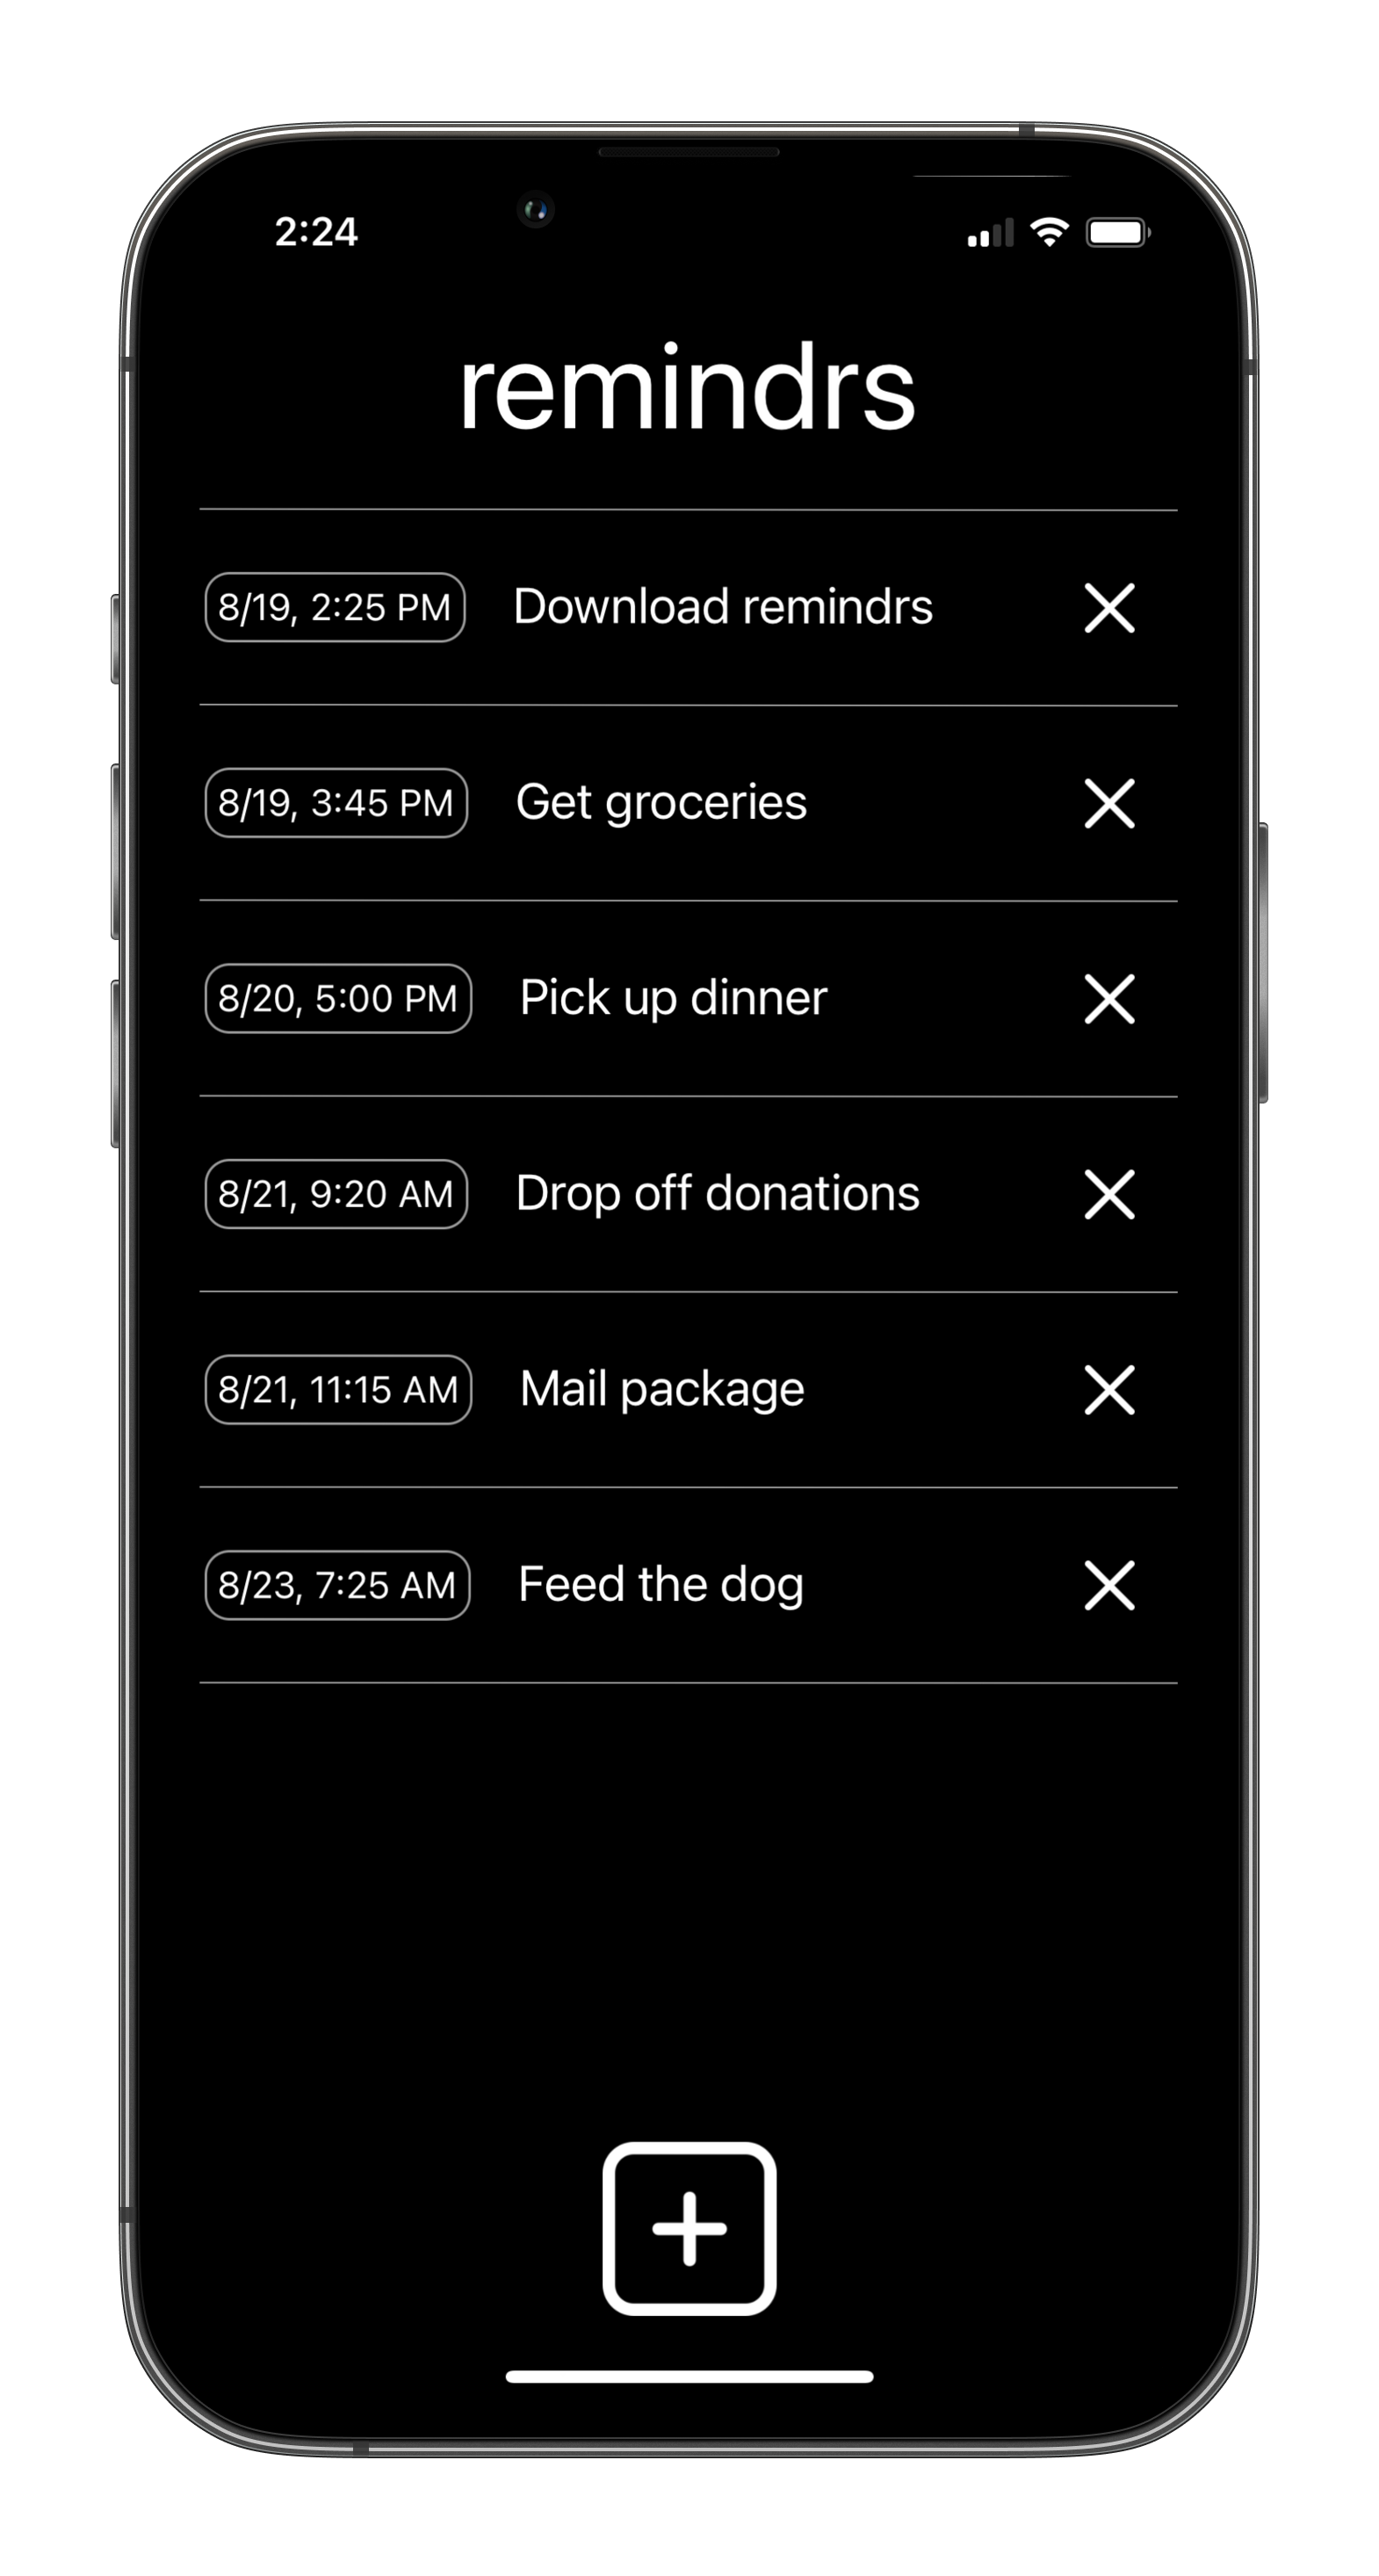 2:24
remindrs
8/19, 2:25 PM Download remindrs
8/19, 3:45 PM Get groceries
8/20, 5:00 PM Pick up dinner
8/21, 9:20 AM Drop off donations
8/21, 11:15 AM Mail package
8/23, 7:25 AM Feed the dog